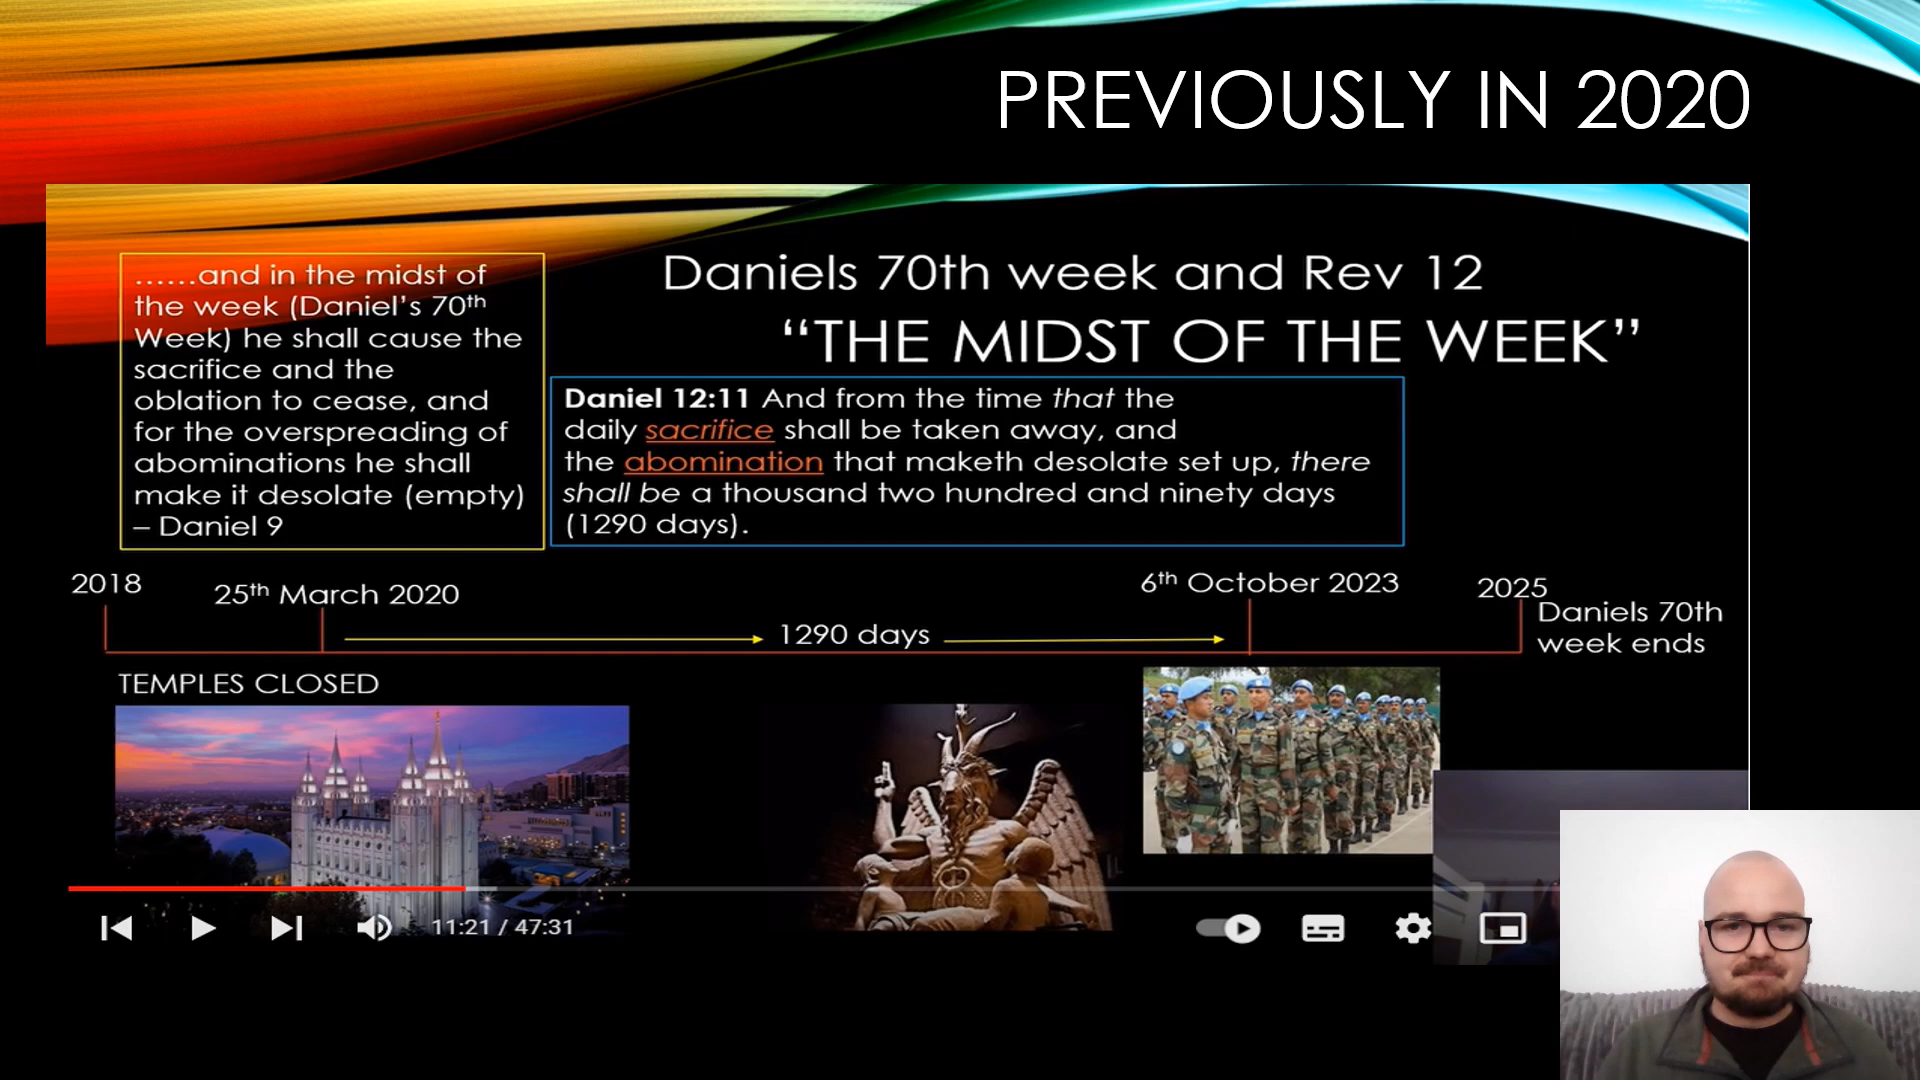 PREVIOUSLY IN 2020
……and in the midst of
the week (Daniel’s 70th
Week) he shall cause the
sacrifice and the
oblation to cease, and
for the overspreading of
abominations he shall
make it desolate (empty)
– Daniel 9
Daniels 70th week and Rev 12
“THE MIDST OF THE WEEK”
Daniel 12:11 And from the time that the
daily sacrifice shall be taken away, and
the abomination that maketh desolate set up, there
shall be a thousand two hundred and ninety days
(1290 days).
2018
25th March 2020
1290 days
6th October 2023
2025
Daniels 70th
week ends
TEMPLES CLOSED
11:21 / 47:31